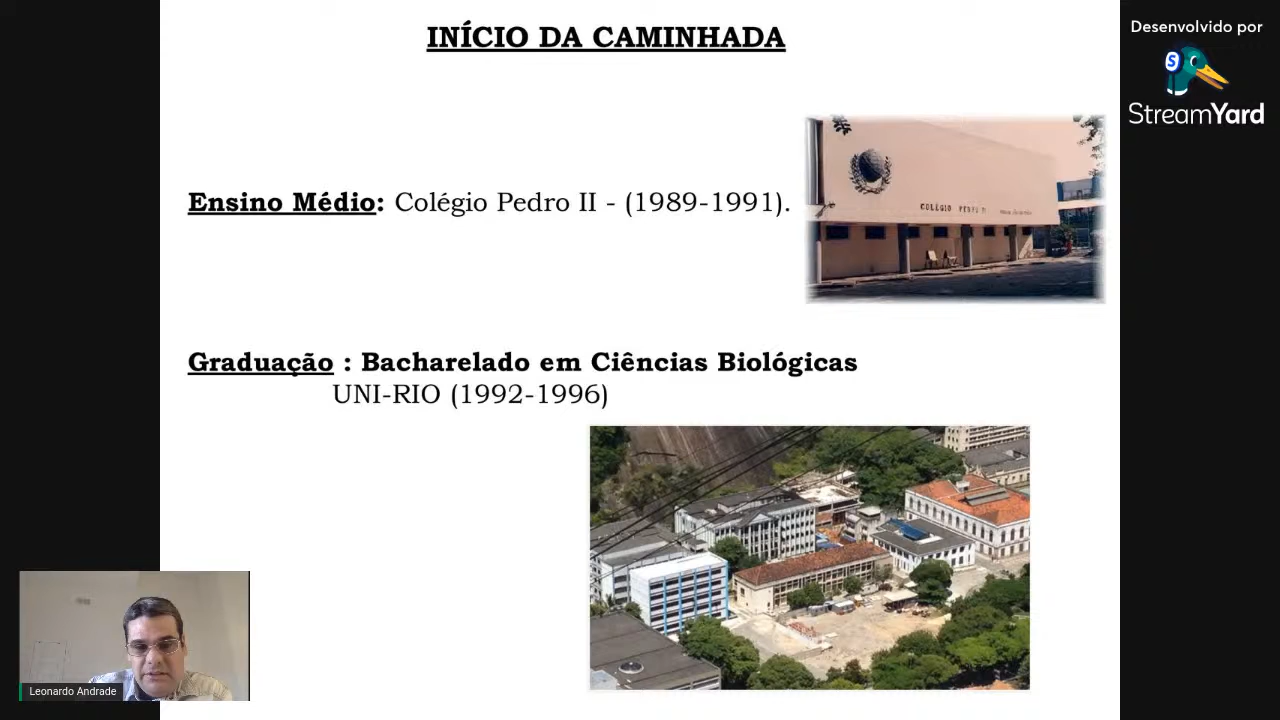 INÍCIO DA CAMINHADA
Desenvolvido por
StreamYard
Ensino Médio: Colégio Pedro II - (1989-1991).
COLÉGIO PEDRO II
Graduação : Bacharelado em Ciências Biológicas
UNI-RIO (1992-1996)
Leonardo Andrade